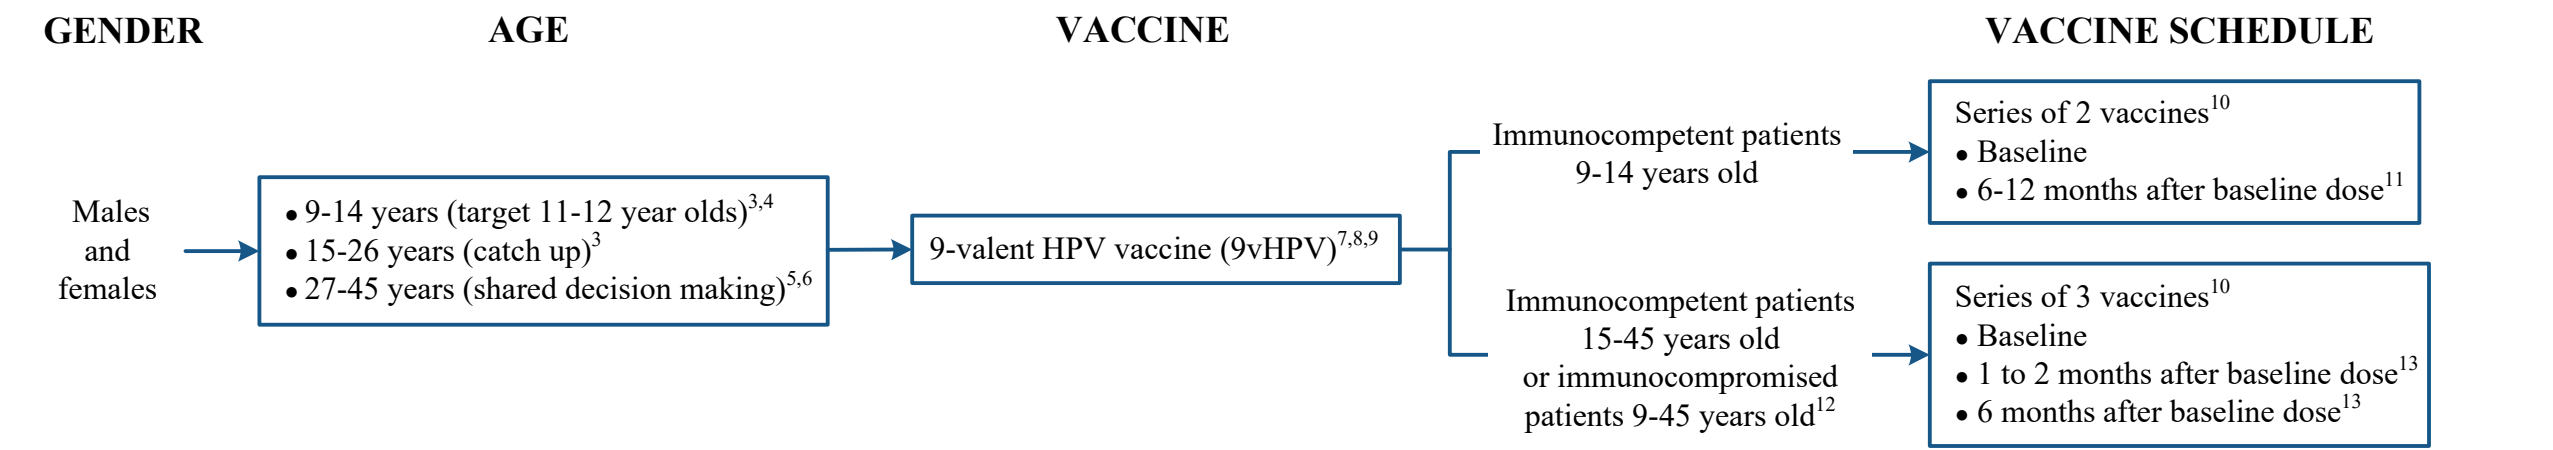 GENDER
AGE
VACCINE
VACCINE SCHEDULE
Males
and
females
• 9-14 years (target 11-12 year olds)3,4
• 15-26 years (catch up)3
• 27-45 years (shared decision making)5,6
9-valent HPV vaccine (9vHPV)7,8,9
Immunocompetent patients
9-14 years old
Series of 2 vaccines10
• Baseline
• 6-12 months after baseline dose11
Immunocompetent patients
15-45 years old
or immunocompromised
patients 9-45 years old12
Series of 3 vaccines10
• Baseline
• 1 to 2 months after baseline dose13
• 6 months after baseline dose13